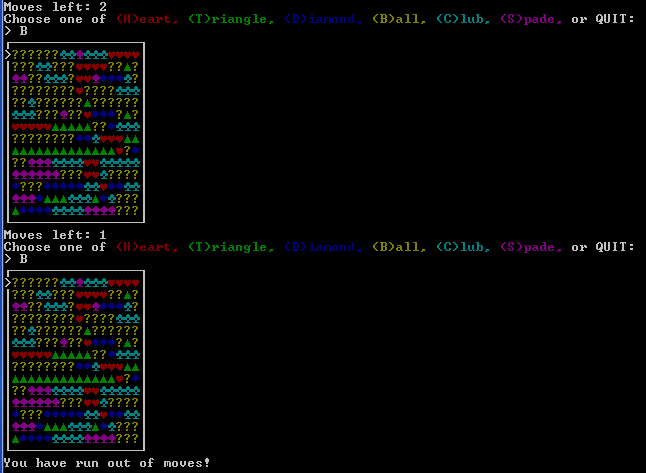 Moves left: 2
Choose one of (H)eart, (T)riangle, (D)iamond, (B)all, (C)lub, (S)pade, or QUIT:
> B
Moves left: 1
Choose one of (H)eart, (T)riangle, (D)iamond, (B)all, (C)lub, (S)pade, or QUIT:
> B
You have run out of moves!